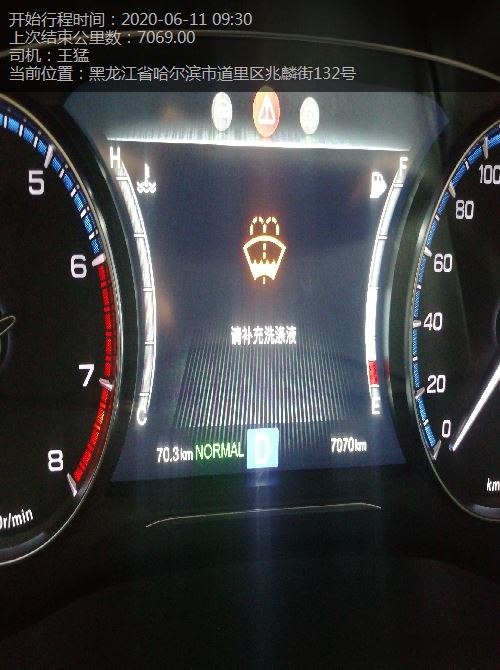 开始行程时间：2020-06-11 09:30
上次结束公里数：7069.00
司机：王猛
当前位置：黑龙江省哈尔滨市道里区兆麟街132号
H
F
5
6
7
8
r/min
请补充洗涤液
C
E
70.3km NORMAL D 7070km
100
80
60
40
20
0
km